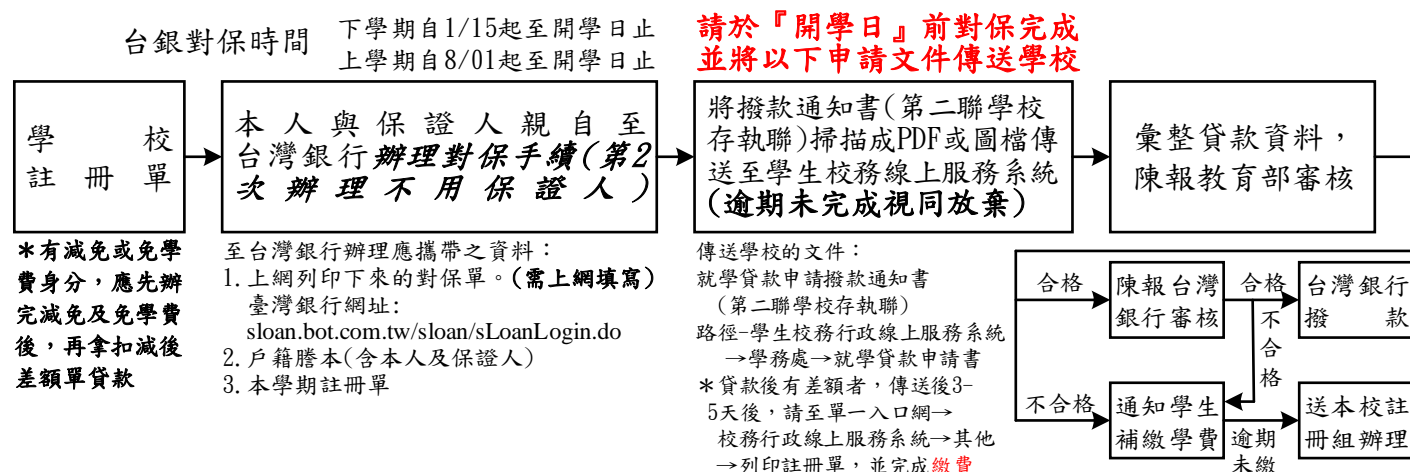 台銀對保時間
下學期自1/15起至開學日止
上學期自8/01起至開學日止
請於『開學日』前對保完成
並將以下申請文件傳送學校
學校
註冊單
本人與保證人親自至
台灣銀行辦理對保手續(第2
次辦理不用保證人)
將撥款通知書(第二聯學校
存執聯)掃描成PDF或圖檔傳
送至學生校務線上服務系統
(逾期未完成視同放棄)
彙整貸款資料，
陳報教育部審核
＊有減免或免學
費身分，應先辦
完減免及免學費
後，再拿扣減後
差額單貸款
至台灣銀行辦理應攜帶之資料：
1.上網列印下來的對保單。(需上網填寫)
臺灣銀行網址:
sloan.bot.com.tw/sloan/sLoanLogin.do
2.戶籍謄本(含本人及保證人)
3.本學期註冊單
傳送學校的文件：
就學貸款申請撥款通知書
(第二聯學校存執聯)
路徑-學生校務行政線上服務系統
→學務處→就學貸款申請書
＊貸款後有差額者，傳送後3-
5天後，請至單一入口網→
校務行政線上服務系統→其他
→列印註冊單，並完成繳費
合格
陳報台灣
銀行審核
合格
不合格
台灣銀行
撥款
不合格
通知學生
補繳學費
逾期
未繳
送本校註
冊組辦理